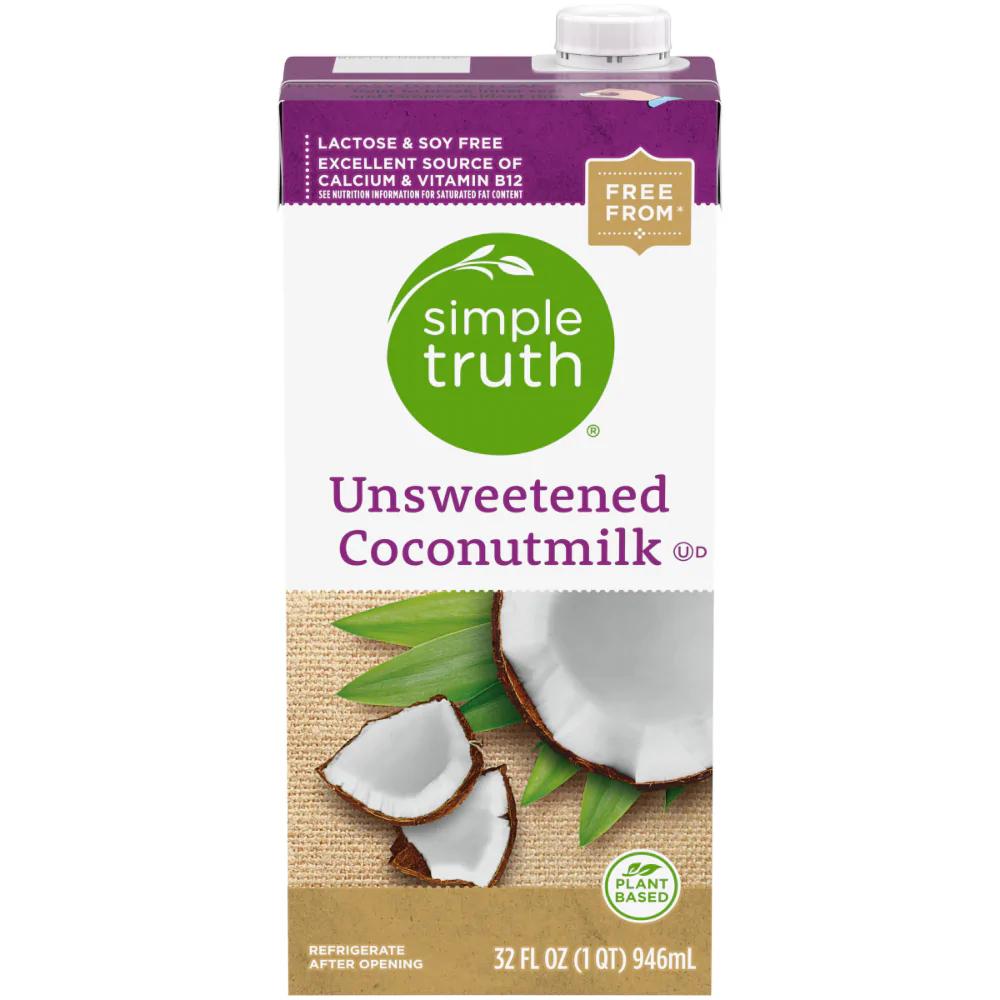 LACTOSE & SOY FREE
EXCELLENT SOURCE OF
CALCIUM & VITAMIN B12
SEE NUTRITION INFORMATION FOR SATURATED FAT CONTENT
FREE
FROM*
simple
truth
®
Unsweetened
Coconutmilk ⓊD
PLANT
BASED
REFRIGERATE
AFTER OPENING
32 FL OZ (1 QT) 946mL